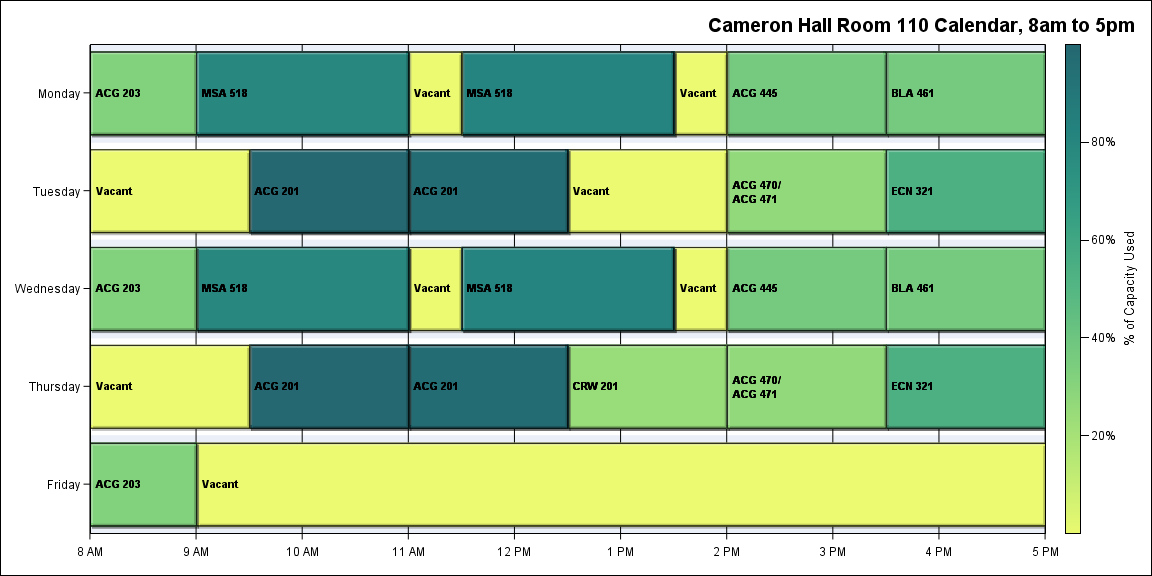 Cameron Hall Room 110 Calendar, 8am to 5pm
Monday
ACG 203
MSA 518
Vacant
MSA 518
Vacant
ACG 445
BLA 461
Tuesday
Vacant
ACG 201
ACG 201
Vacant
ACG 470/
ACG 471
ECN 321
Wednesday
ACG 203
MSA 518
Vacant
MSA 518
Vacant
ACG 445
BLA 461
Thursday
Vacant
ACG 201
ACG 201
CRW 201
ACG 470/
ACG 471
ECN 321
Friday
ACG 203
Vacant
8 AM
9 AM
10 AM
11 AM
12 PM
1 PM
2 PM
3 PM
4 PM
5 PM
80%
60%
40%
20%
% of Capacity Used